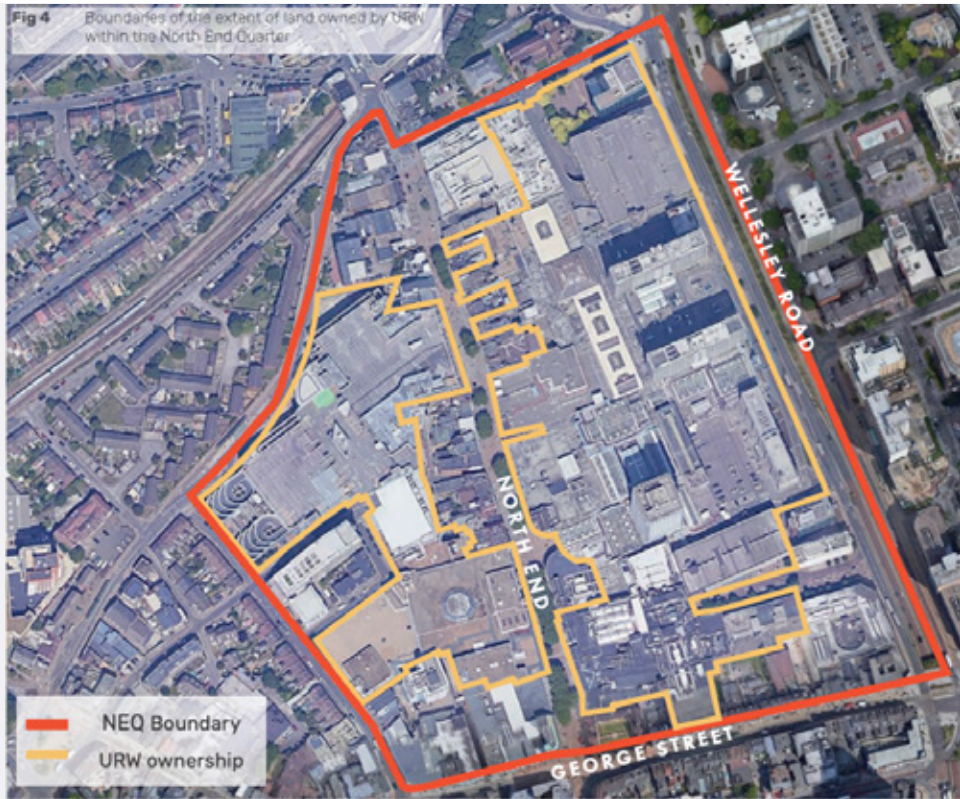 Fig 4 Boundaries of the extent of land owned by URW
within the North End Quarter
WELLESLEY ROAD
NORTH END
GEORGE STREET
NEQ Boundary
URW ownership